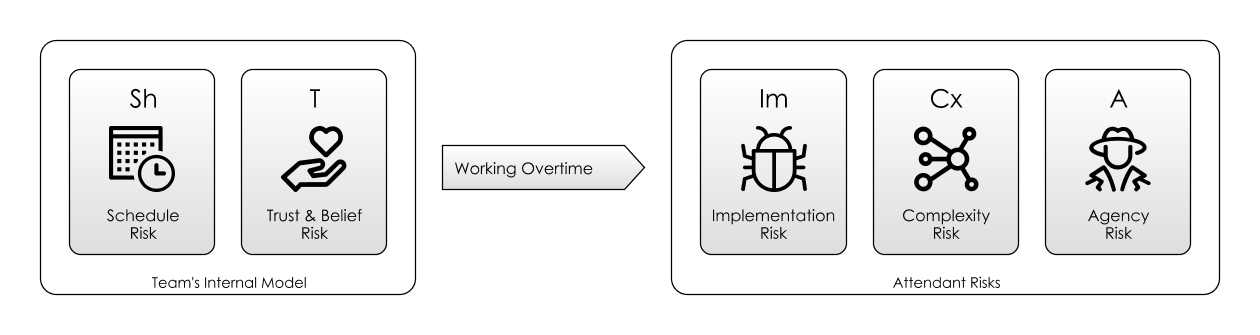 Sh
Schedule
Risk
T
Trust & Belief
Risk
Team's Internal Model
Working Overtime
Im
Implementation
Risk
Cx
Complexity
Risk
A
Agency
Risk
Attendant Risks